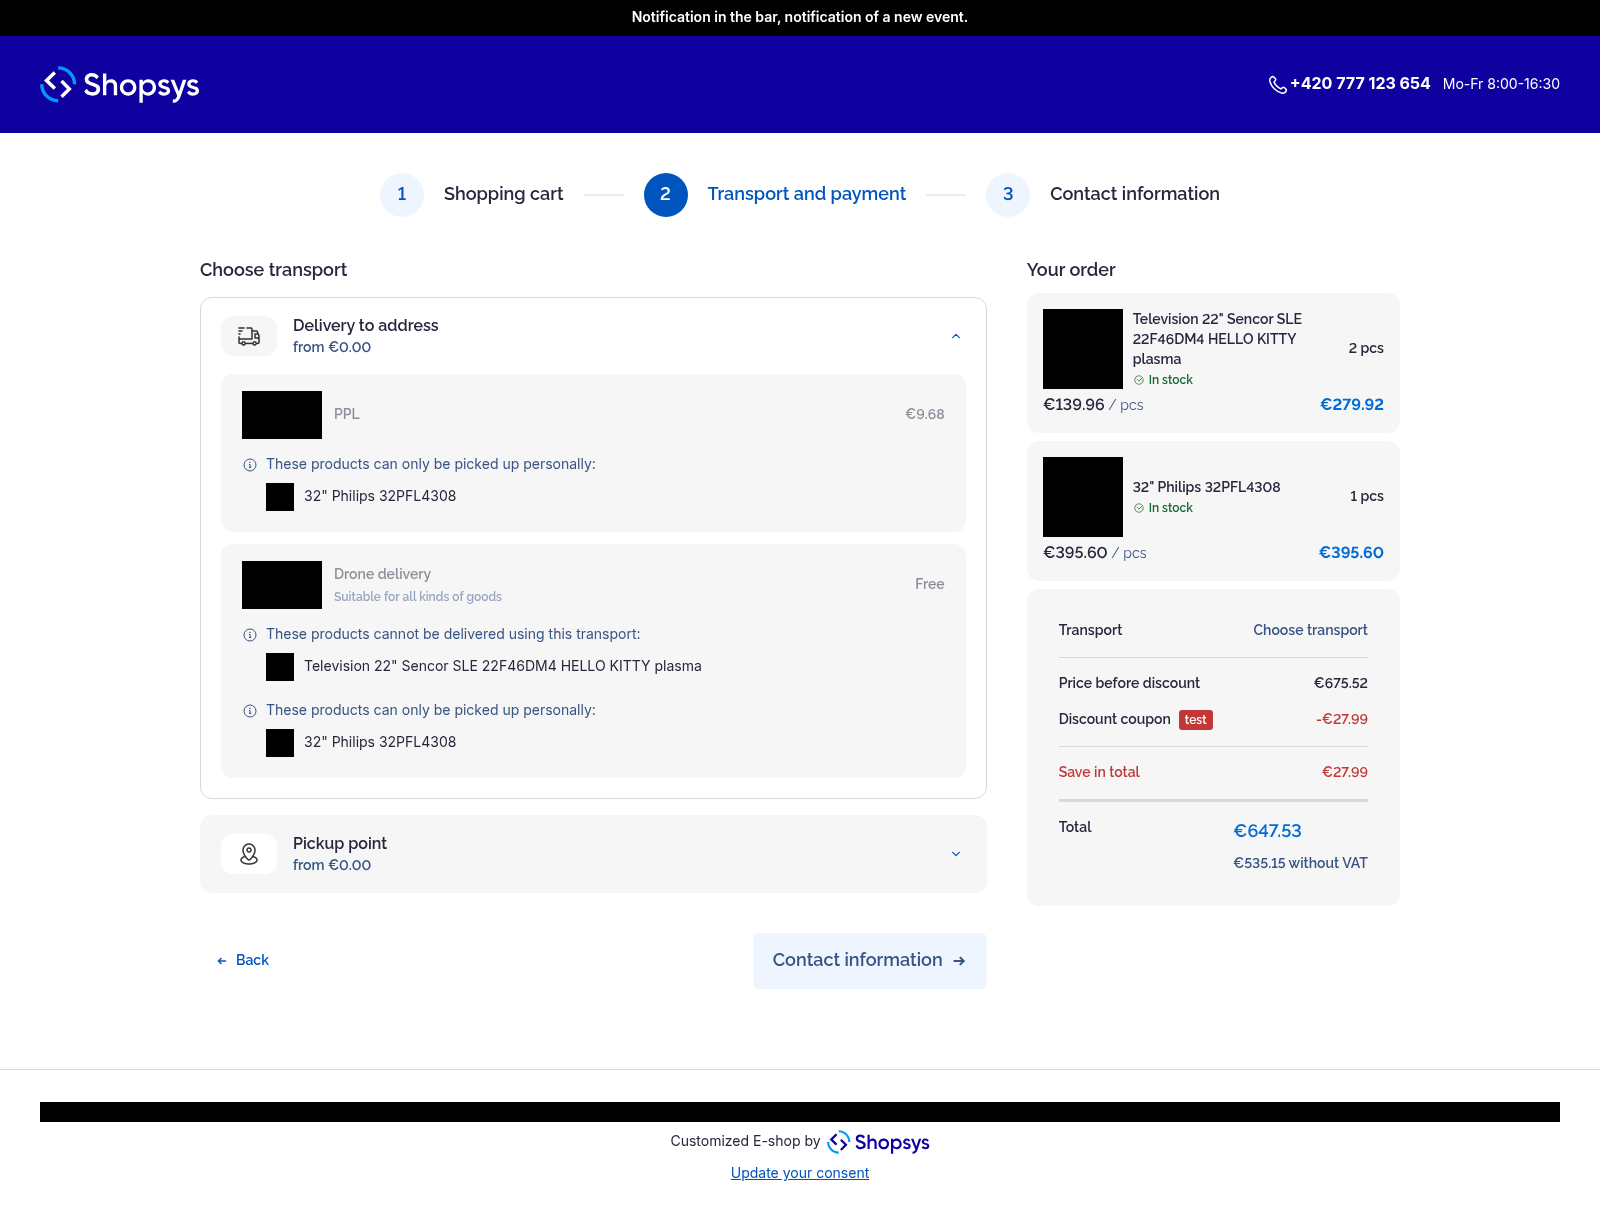 Notification in the bar, notification of a new event.
Shopsys
+420 777 123 654 Mo-Fr 8:00-16:30
1 Shopping cart 2 Transport and payment 3 Contact information
Choose transport
Delivery to address
from €0.00
PPL €9.68
These products can only be picked up personally:
32" Philips 32PFL4308
Drone delivery
Suitable for all kinds of goods
Free
These products cannot be delivered using this transport:
Television 22" Sencor SLE 22F46DM4 HELLO KITTY plasma
These products can only be picked up personally:
32" Philips 32PFL4308
Pickup point
from €0.00
Back
Contact information
Your order
Television 22" Sencor SLE
22F46DM4 HELLO KITTY
plasma
2 pcs
In stock
€139.96 / pcs €279.92
32" Philips 32PFL4308
1 pcs
In stock
€395.60 / pcs €395.60
Transport Choose transport
Price before discount €675.52
Discount coupon test -€27.99
Save in total €27.99
Total €647.53
€535.15 without VAT
Customized E-shop by Shopsys
Update your consent